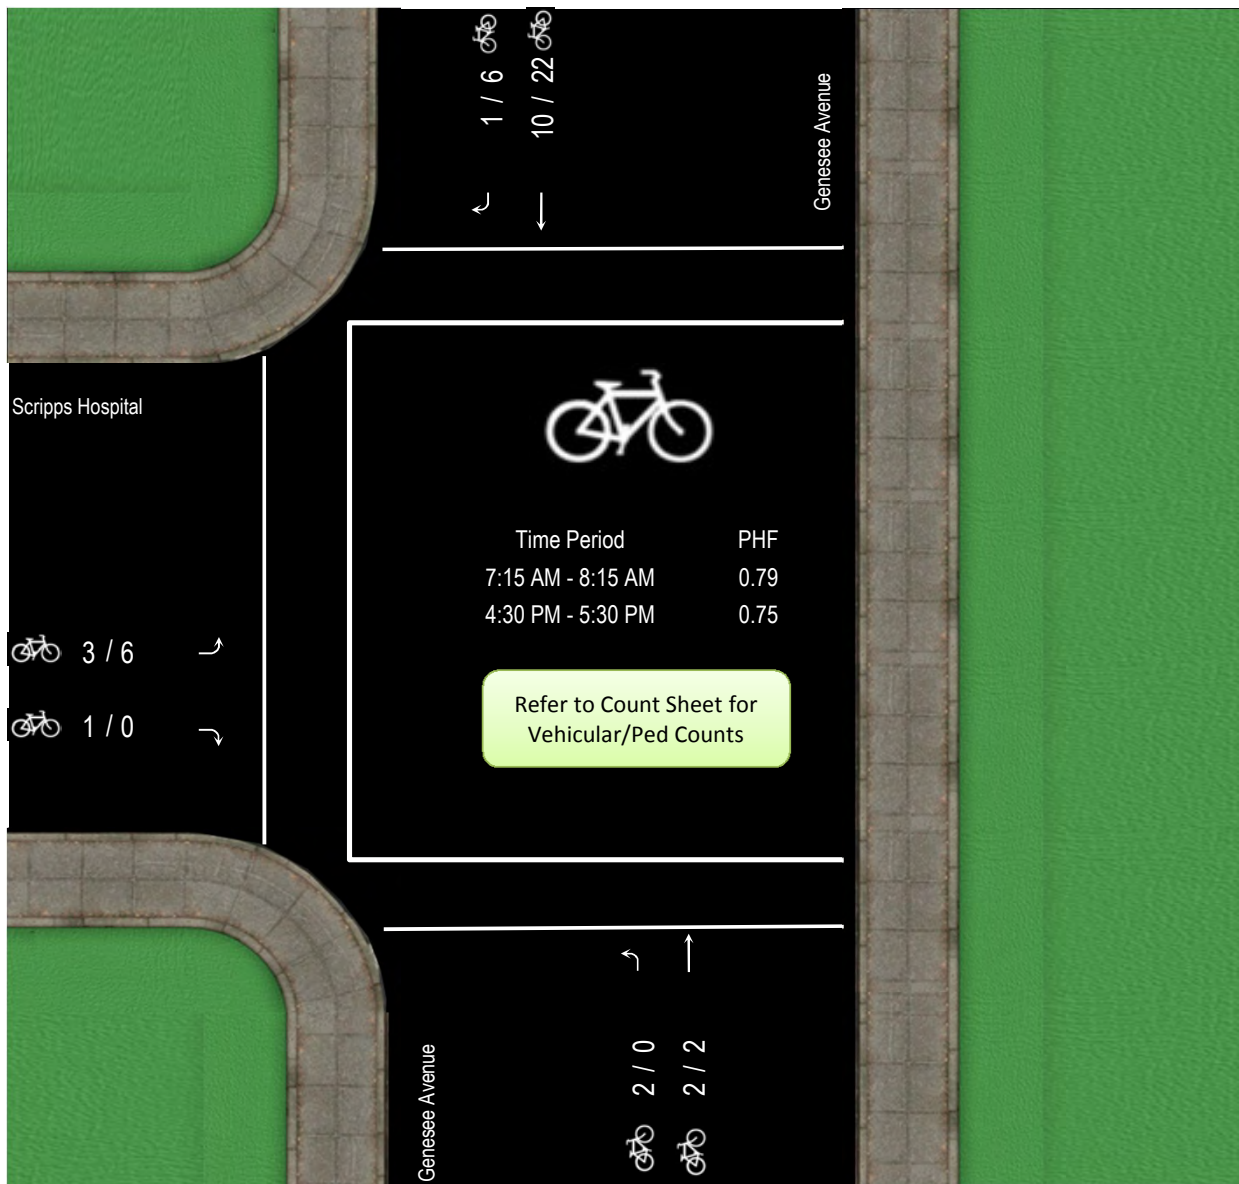 1 / 6
10 / 22
Genesee Avenue
Scripps Hospital
Time Period PHF
7:15 AM - 8:15 AM 0.79
4:30 PM - 5:30 PM 0.75
3 / 6
1 / 0
Refer to Count Sheet for
Vehicular/Ped Counts
Genesee Avenue
2 / 0
2 / 2